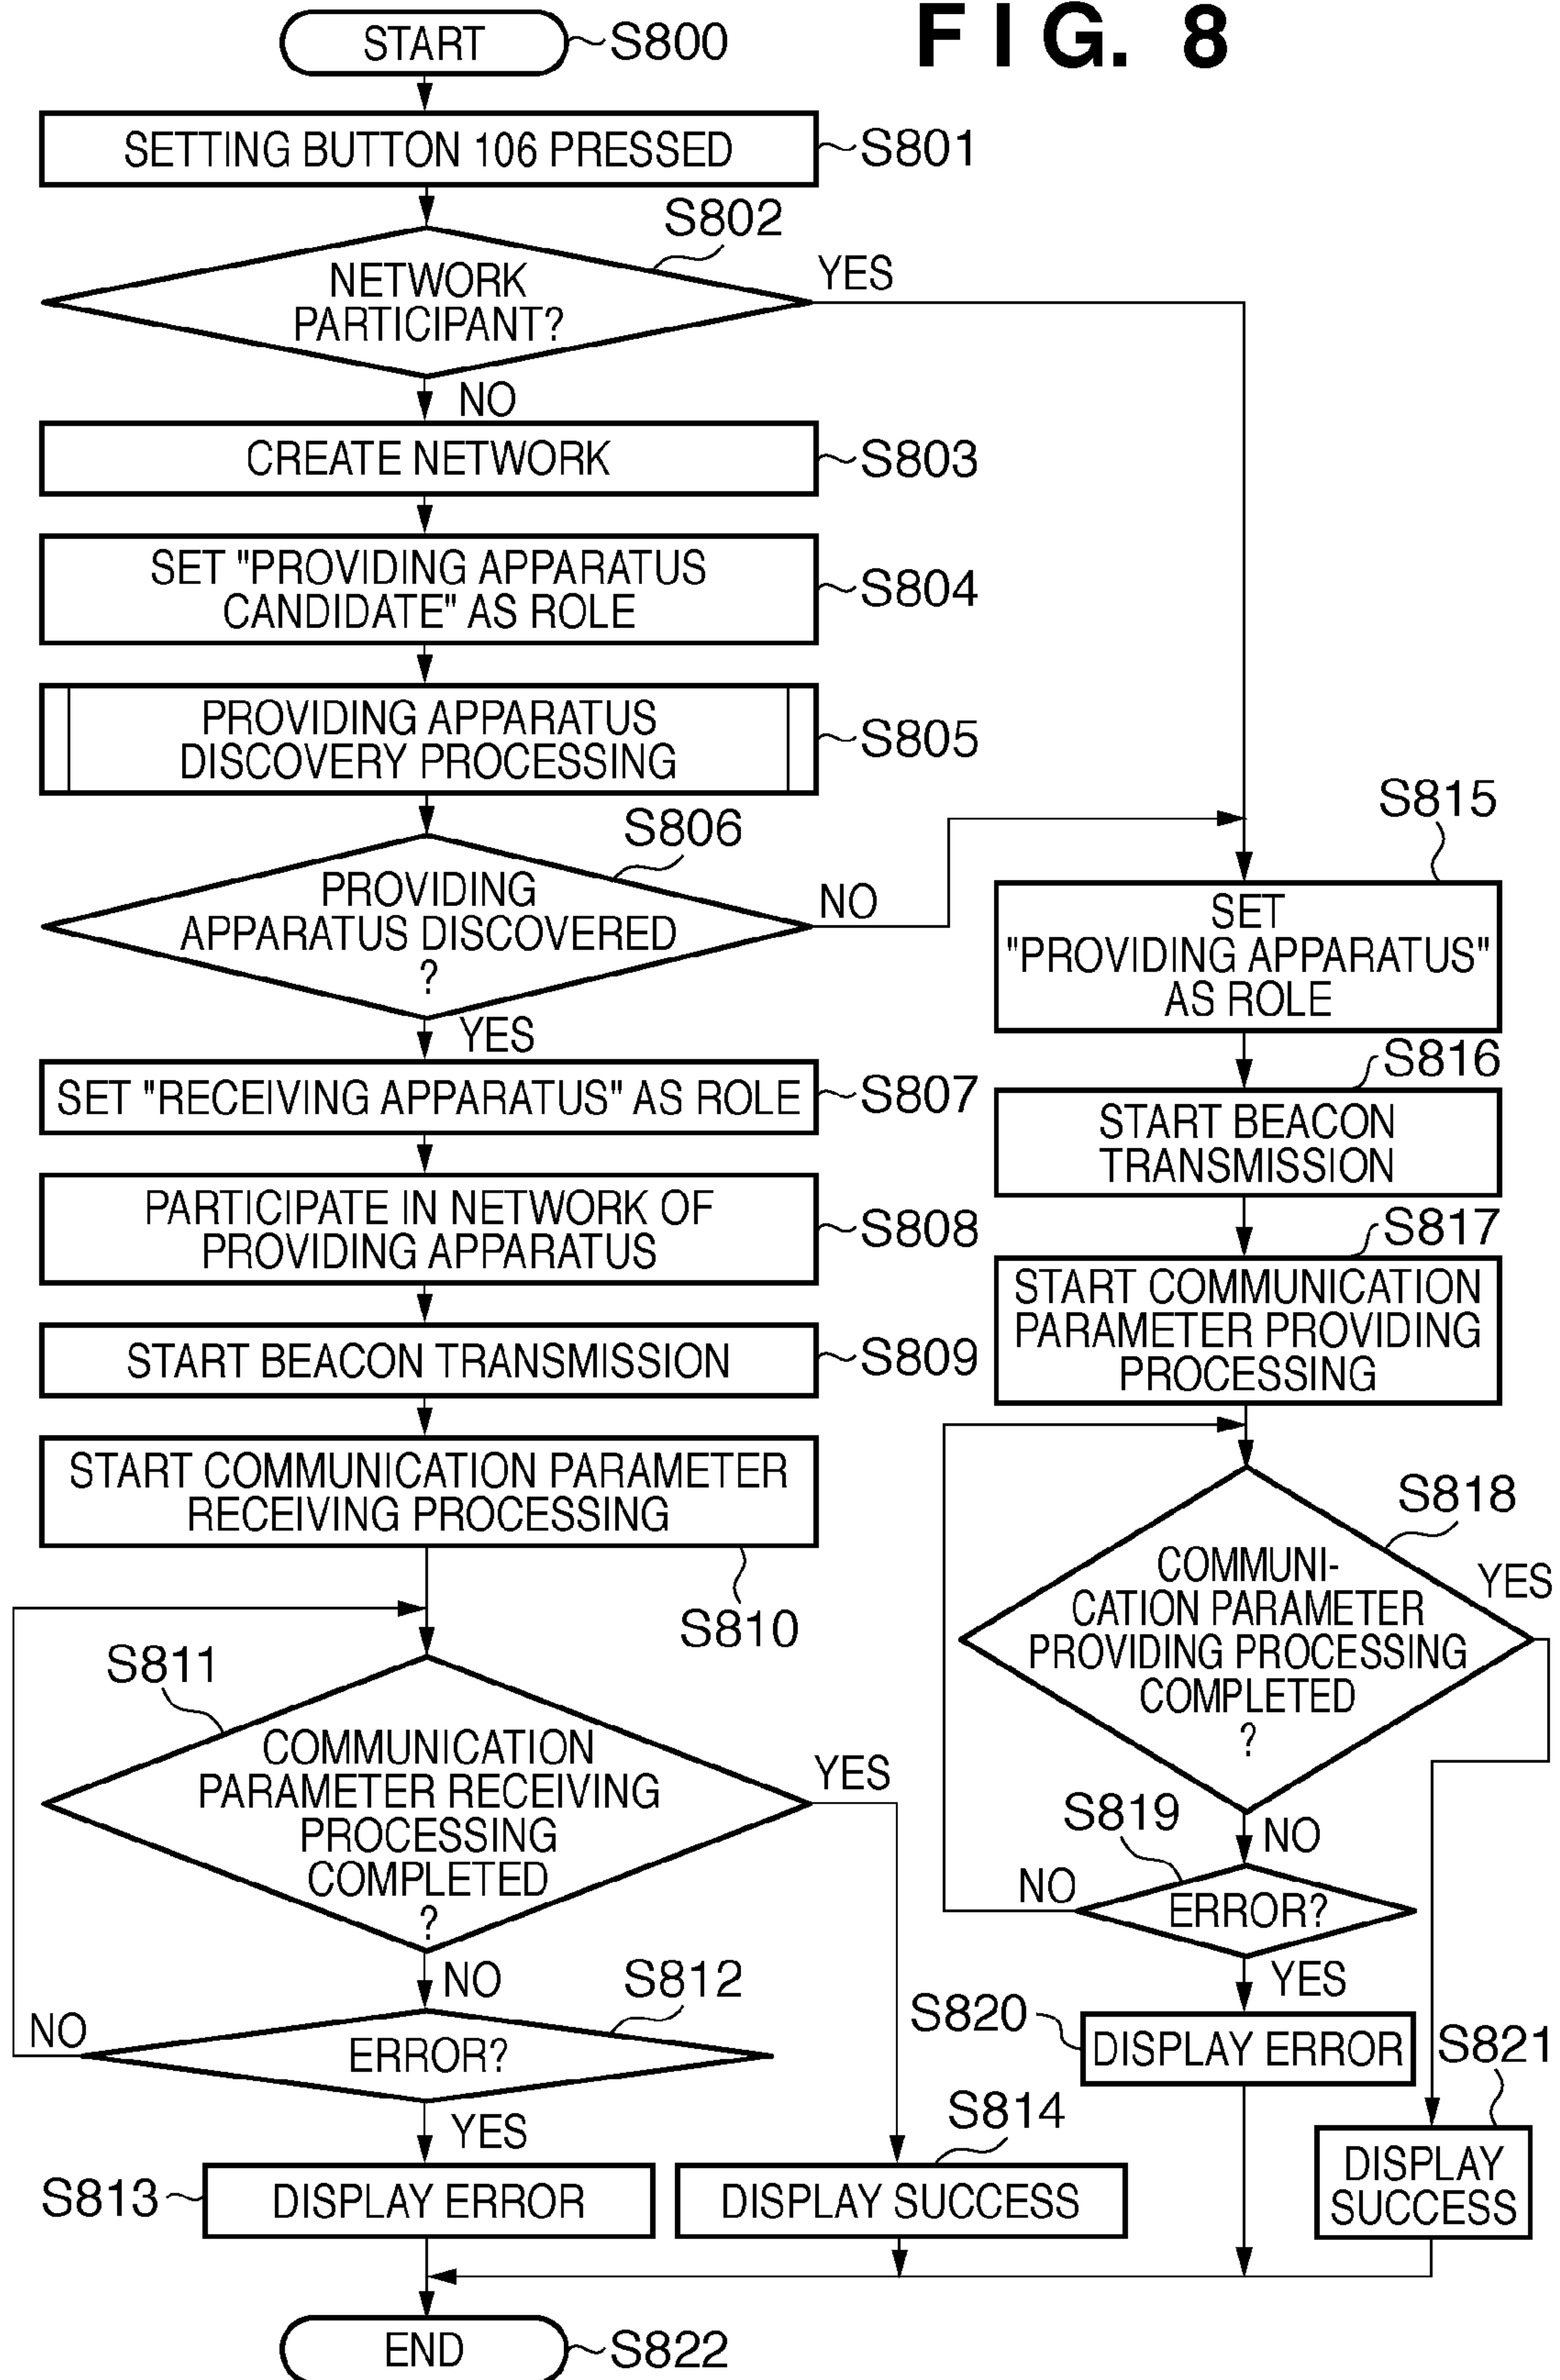 FIG. 8
START
S800
SETTING BUTTON 106 PRESSED
S801
S802
NETWORK
PARTICIPANT?
YES
NO
CREATE NETWORK
S803
SET "PROVIDING APPARATUS
CANDIDATE" AS ROLE
S804
PROVIDING APPARATUS
DISCOVERY PROCESSING
S805
S806
PROVIDING
APPARATUS DISCOVERED
?
NO
YES
SET "RECEIVING APPARATUS" AS ROLE
S807
PARTICIPATE IN NETWORK OF
PROVIDING APPARATUS
S808
START BEACON TRANSMISSION
S809
START COMMUNICATION PARAMETER
RECEIVING PROCESSING
S810
S811
COMMUNICATION
PARAMETER RECEIVING
PROCESSING
COMPLETED
?
YES
NO
S812
ERROR?
NO
YES
S813
DISPLAY ERROR
S814
DISPLAY SUCCESS
S815
SET
"PROVIDING APPARATUS"
AS ROLE
S816
START BEACON
TRANSMISSION
S817
START COMMUNICATION
PARAMETER PROVIDING
PROCESSING
S818
COMMUNI-
CATION PARAMETER
PROVIDING PROCESSING
COMPLETED
?
YES
NO
S819
ERROR?
NO
YES
S820
DISPLAY ERROR
S821
DISPLAY
SUCCESS
END
S822